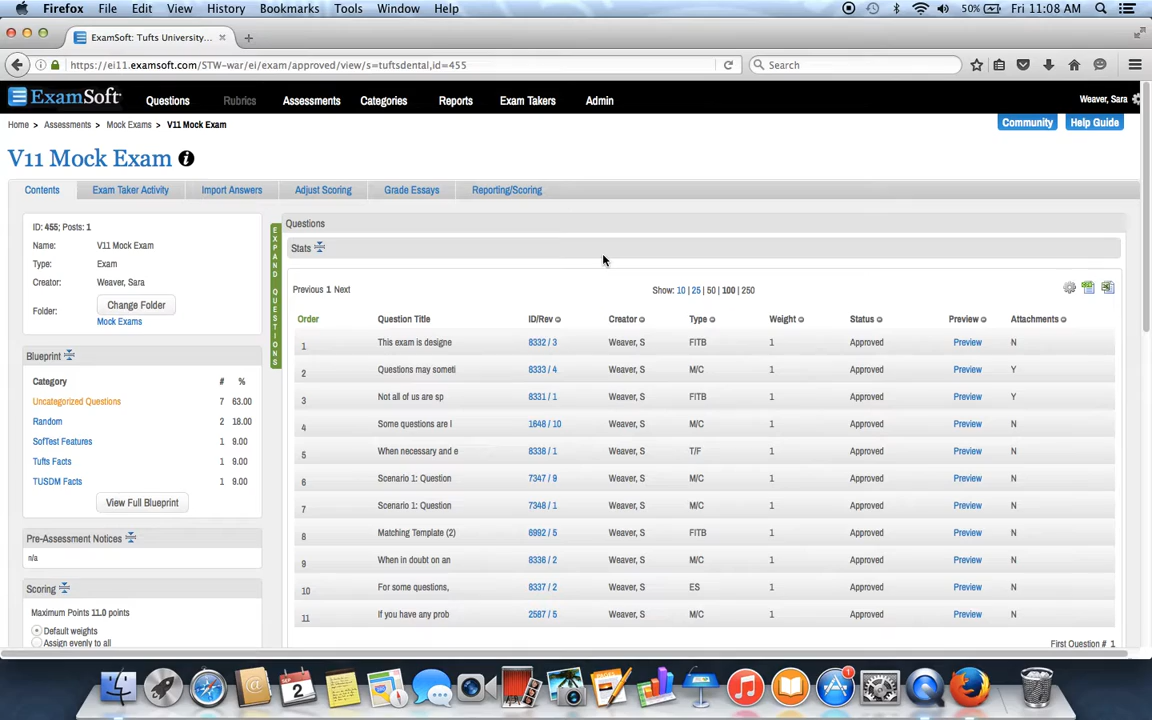 Firefox File Edit View History Bookmarks Tools Window Help 50% Fri 11:08 AM
ExamSoft: Tufts University...
https://ei11.examsoft.com/STW-war/ei/exam/approved/view/s=tuftsdental,id=455 Search
ExamSoft Questions Rubrics Assessments Categories Reports Exam Takers Admin Weaver, Sara
Home > Assessments > Mock Exams > V11 Mock Exam Community Help Guide
V11 Mock Exam
Contents Exam Taker Activity Import Answers Adjust Scoring Grade Essays Reporting/Scoring
ID: 455; Posts: 1
Name: V11 Mock Exam
Type: Exam
Creator: Weaver, Sara
Folder: Change Folder
Mock Exams
Blueprint
Category # %
Uncategorized Questions 7 63.00
Random 2 18.00
SofTest Features 1 9.00
Tufts Facts 1 9.00
TUSDM Facts 1 9.00
View Full Blueprint
Pre-Assessment Notices
n/a
Scoring
Maximum Points 11.0 points
Default weights
Assign evenly to all
EXPAND QUESTIONS
Questions
Stats
Previous 1 Next Show: 10 | 25 | 50 | 100 | 250
Order Question Title ID/Rev Creator Type Weight Status Preview Attachments
1 This exam is designe 8332 / 3 Weaver, S FITB 1 Approved Preview N
2 Questions may someti 8333 / 4 Weaver, S M/C 1 Approved Preview Y
3 Not all of us are sp 8331 / 1 Weaver, S FITB 1 Approved Preview Y
4 Some questions are l 1648 / 10 Weaver, S M/C 1 Approved Preview N
5 When necessary and e 8338 / 1 Weaver, S T/F 1 Approved Preview N
6 Scenario 1: Question 7347 / 9 Weaver, S M/C 1 Approved Preview N
7 Scenario 1: Question 7348 / 1 Weaver, S M/C 1 Approved Preview N
8 Matching Template (2) 6992 / 5 Weaver, S FITB 1 Approved Preview N
9 When in doubt on an 8336 / 2 Weaver, S M/C 1 Approved Preview N
10 For some questions, 8337 / 2 Weaver, S ES 1 Approved Preview N
11 If you have any prob 2587 / 5 Weaver, S M/C 1 Approved Preview N
First Question # 1
SEP 2
1